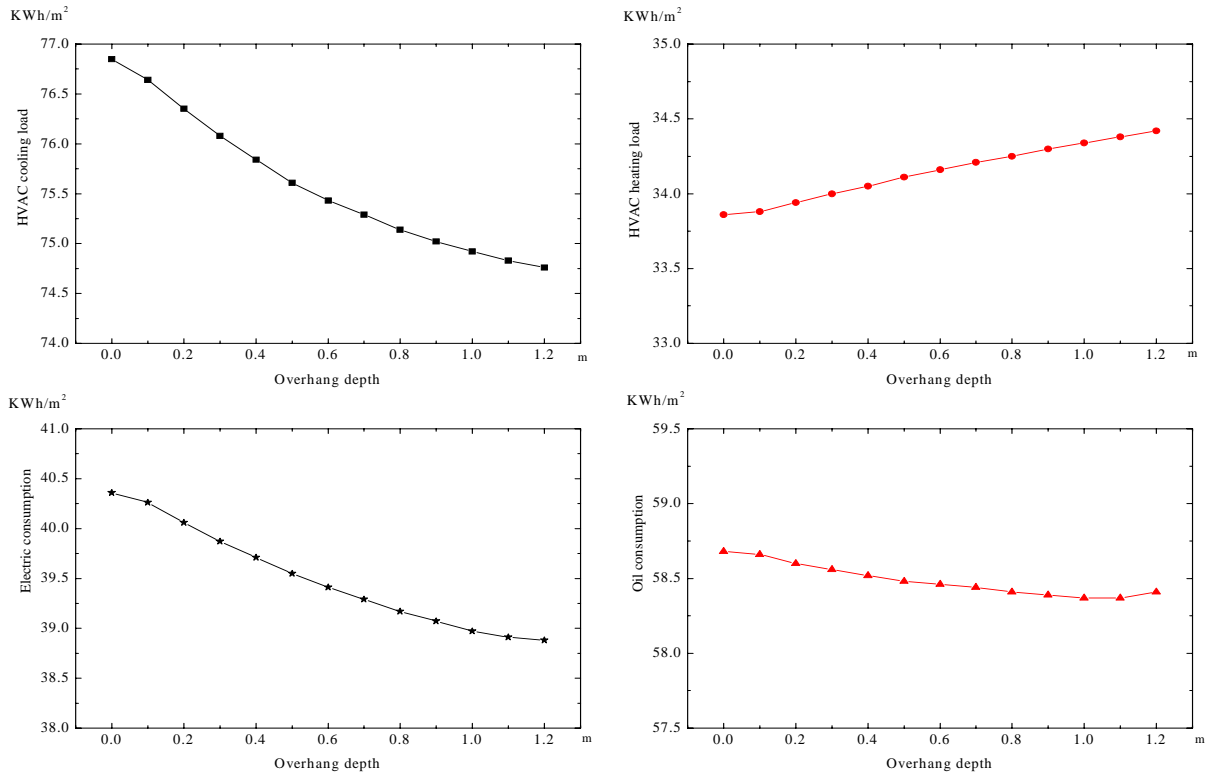 KWh/m²
77.0
76.5
76.0
75.5
75.0
74.5
74.0
HVAC cooling load
0.0 0.2 0.4 0.6 0.8 1.0 1.2 m
Overhang depth
KWh/m²
35.0
34.5
34.0
33.5
33.0
HVAC heating load
0.0 0.2 0.4 0.6 0.8 1.0 1.2 m
Overhang depth
KWh/m²
41.0
40.5
40.0
39.5
39.0
38.5
38.0
Electric consumption
0.0 0.2 0.4 0.6 0.8 1.0 1.2 m
Overhang depth
KWh/m²
59.5
59.0
58.5
58.0
57.5
Oil consumption
0.0 0.2 0.4 0.6 0.8 1.0 1.2 m
Overhang depth